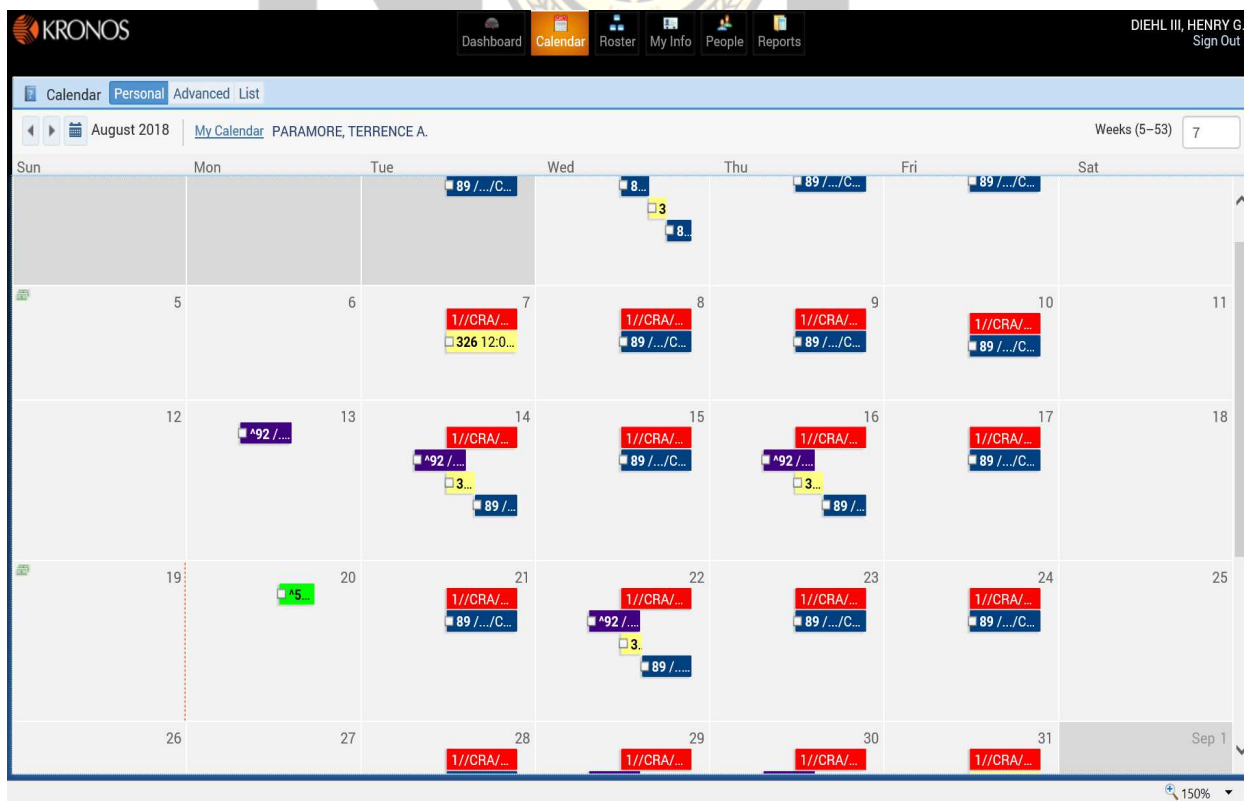 KRONOS
Dashboard Calendar Roster My Info People Reports
DIEHL III, HENRY G.
Sign Out
Calendar Personal Advanced List
August 2018 My Calendar PARAMORE, TERRENCE A. Weeks (5–53) 7
Sun Mon Tue Wed Thu Fri Sat
89 /.../C... 8... 89 /.../C... 89 /.../C...
3
8..
5 6 7 8 9 10 11
1//CRA/... 1//CRA/... 1//CRA/... 1//CRA/...
326 12:0... 89 /.../C... 89 /.../C... 89 /.../C...
12 13 14 15 16 17 18
^92 /.... 1//CRA/... 1//CRA/... 1//CRA/... 1//CRA/...
^92 /.... 89 /.../C... ^92 /.... 89 /.../C...
3... 3...
89 /... 89 /...
19 20 21 22 23 24 25
^5... 1//CRA/... 1//CRA/... 1//CRA/... 1//CRA/...
89 /.../C... ^92 /.... 89 /.../C... 89 /.../C...
3.
89 /.....
26 27 28 29 30 31 Sep 1
1//CRA/... 1//CRA/... 1//CRA/... 1//CRA/...
150%